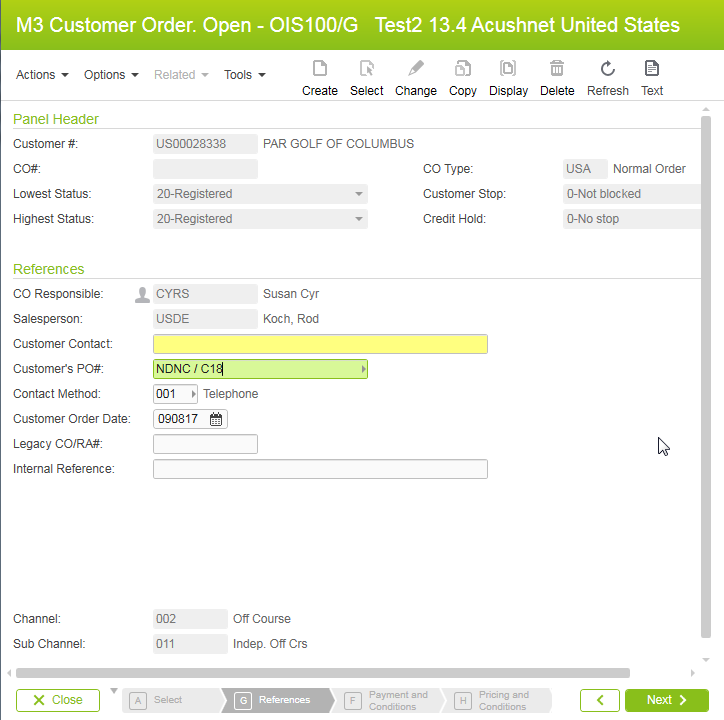 M3 Customer Order. Open - OIS100/G Test2 13.4 Acushnet United States
Actions Options Related Tools Create Select Change Copy Display Delete Refresh Text
Panel Header
Customer #: US00028338 PAR GOLF OF COLUMBUS
CO#: CO Type: USA Normal Order
Lowest Status: 20-Registered Customer Stop: 0-Not blocked
Highest Status: 20-Registered Credit Hold: 0-No stop
References
CO Responsible: CYRS Susan Cyr
Salesperson: USDE Koch, Rod
Customer Contact:
Customer's PO#: NDNC / C18
Contact Method: 001 Telephone
Customer Order Date: 090817
Legacy CO/RA#:
Internal Reference:
Channel: 002 Off Course
Sub Channel: 011 Indep. Off Crs
Close A Select G References F Payment and Conditions H Pricing and Conditions Next